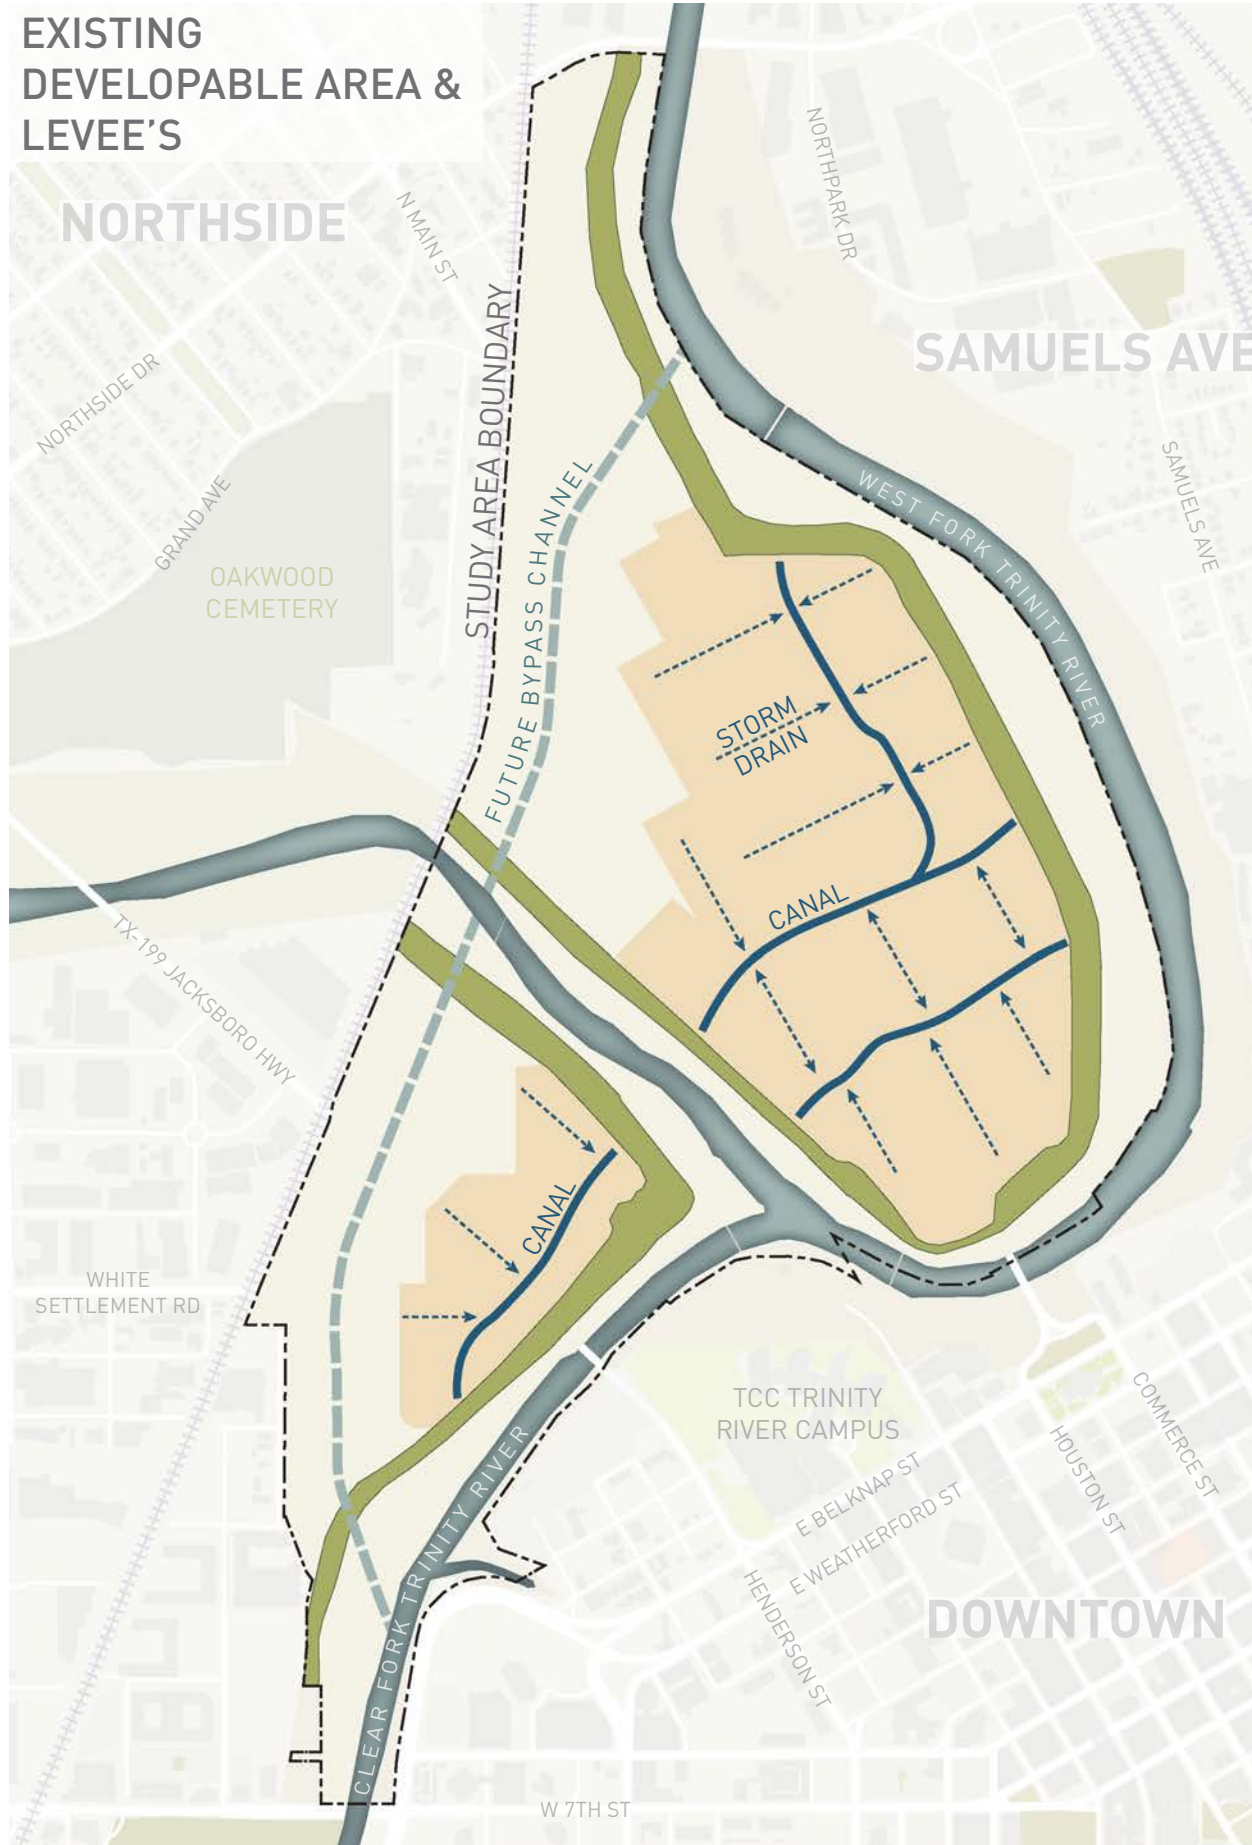 EXISTING
DEVELOPABLE AREA &
LEVEE'S
NORTHSIDE
N MAIN ST
NORTHPARK DR
SAMUELS AVE
NORTHSIDE DR
GRAND AVE
STUDY AREA BOUNDARY
FUTURE BYPASS CHANNEL
WEST FORK TRINITY RIVER
SAMUELS AVE
OAKWOOD
CEMETERY
STORM
DRAIN
CANAL
TX-199 JACKSBORO HWY
CANAL
WHITE
SETTLEMENT RD
TCC TRINITY
RIVER CAMPUS
COMMERCE ST
HOUSTON ST
E BELKNAP ST
E WEATHERFORD ST
HENDERSON ST
CLEAR FORK TRINITY RIVER
DOWNTOWN
W 7TH ST